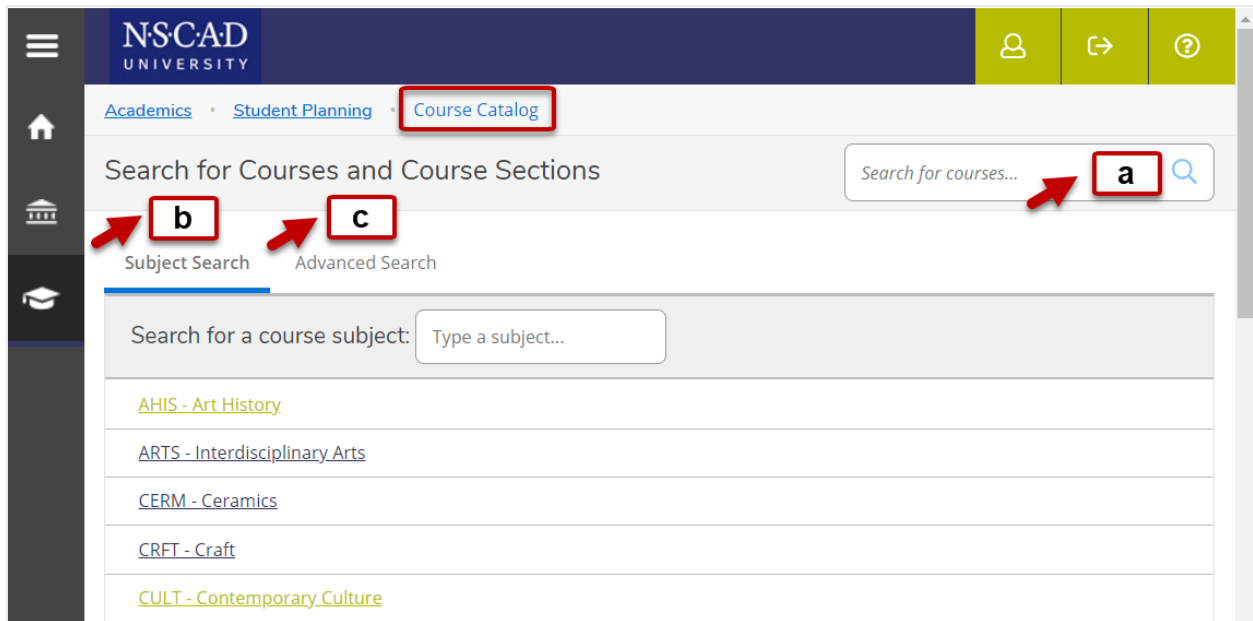 N·S·C·A·D
UNIVERSITY
Academics · Student Planning · Course Catalog
Search for Courses and Course Sections
Search for courses...
a
b
c
Subject Search
Advanced Search
Search for a course subject:
Type a subject...
AHIS - Art History
ARTS - Interdisciplinary Arts
CERM - Ceramics
CRFT - Craft
CULT - Contemporary Culture